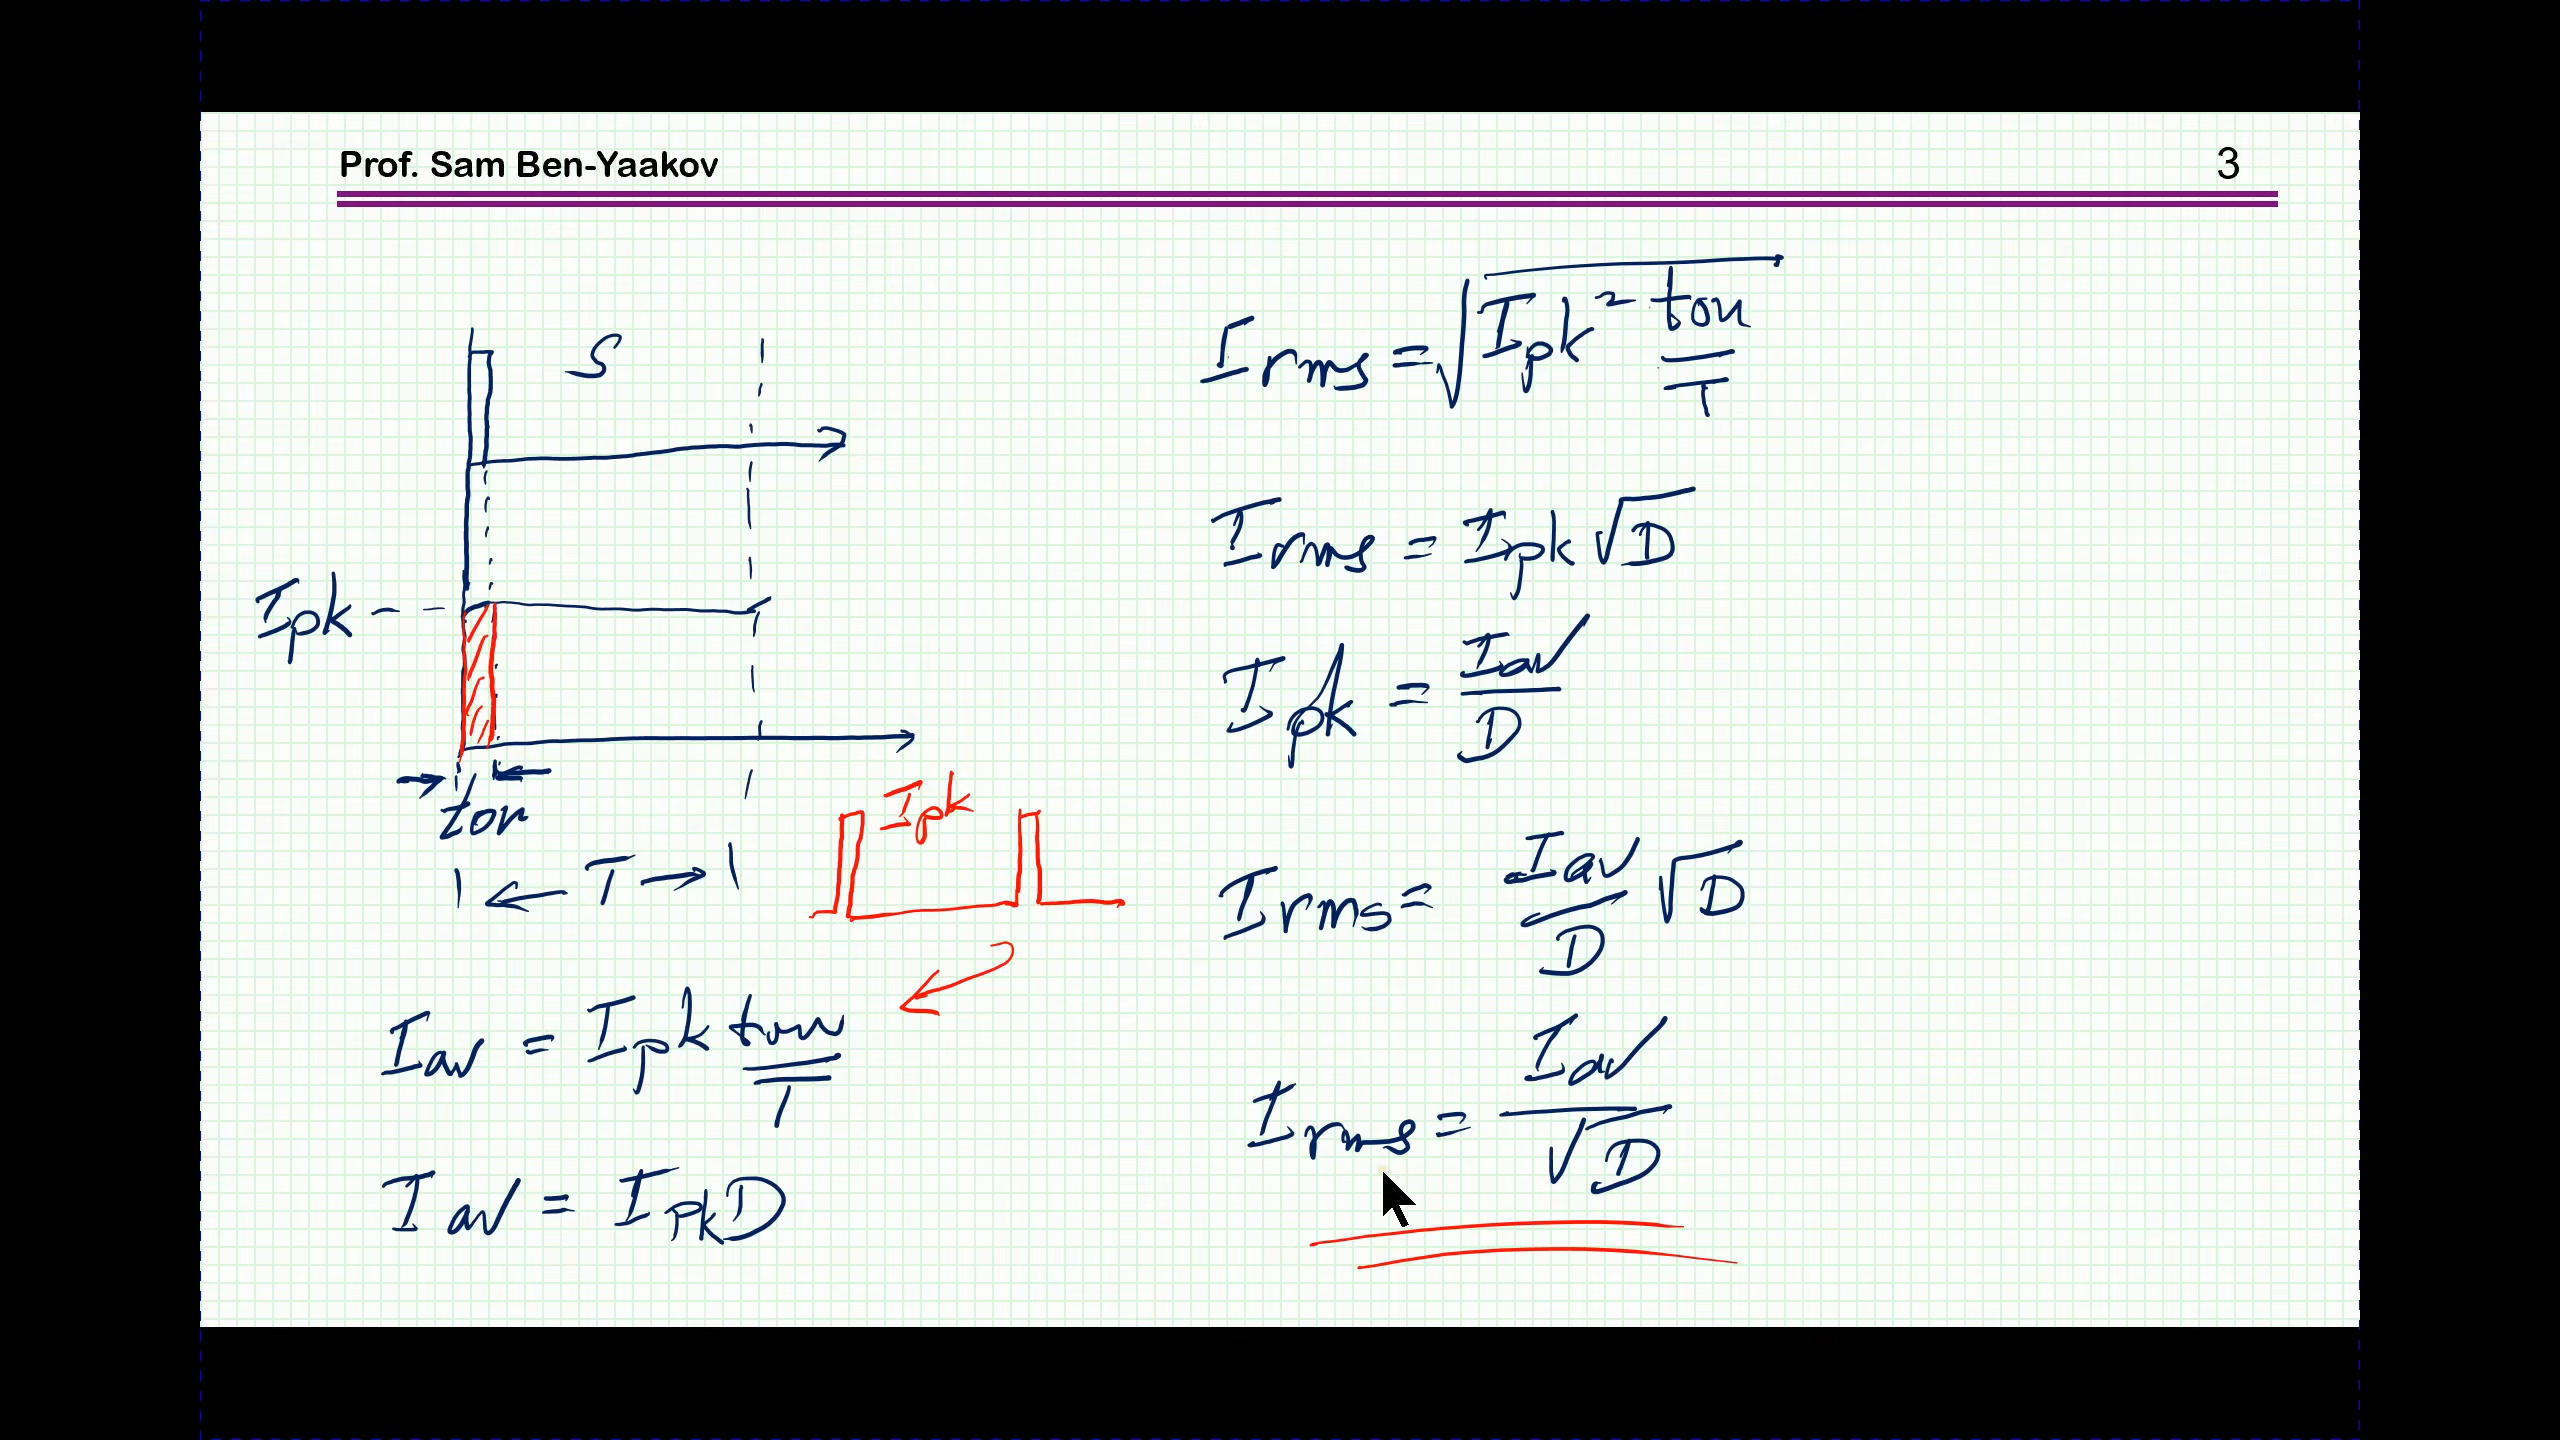 Prof. Sam Ben-Yaakov
3
S
Ipk
ton
T
Ipk
Iav = Ipk ton/T
Iav = IpkD
Irms = √(Ipk² ton/T)
Irms = Ipk √D
Ipk = Iav/D
Irms = Iav/D √D
Irms = Iav/√D